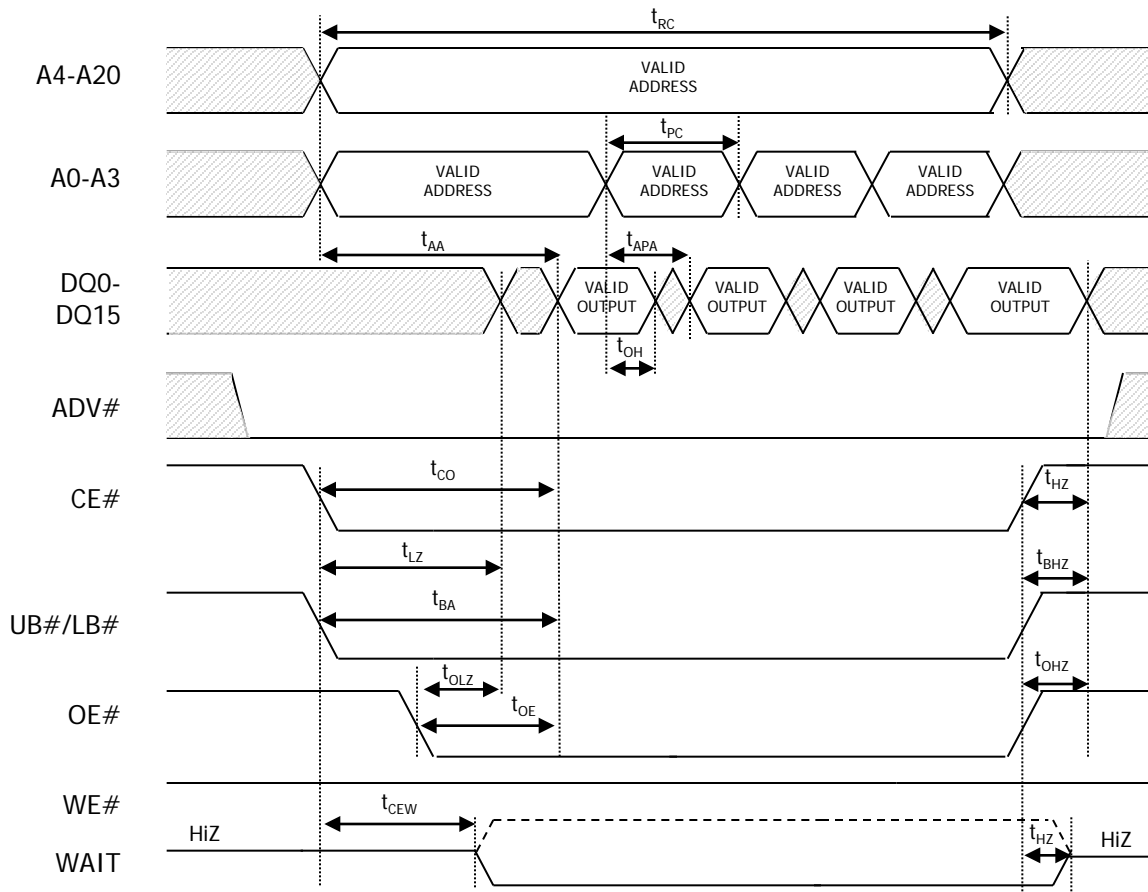 tRC
A4-A20
VALID
ADDRESS
tPC
A0-A3
VALID
ADDRESS
VALID
ADDRESS
VALID
ADDRESS
VALID
ADDRESS
tAA
tAPA
DQ0-
DQ15
VALID
OUTPUT
VALID
OUTPUT
VALID
OUTPUT
VALID
OUTPUT
tOH
ADV#
tCO
tHZ
CE#
tLZ
tBHZ
tBA
UB#/LB#
tOLZ
tOHZ
tOE
OE#
WE#
tCEW
HiZ
tHZ
HiZ
WAIT